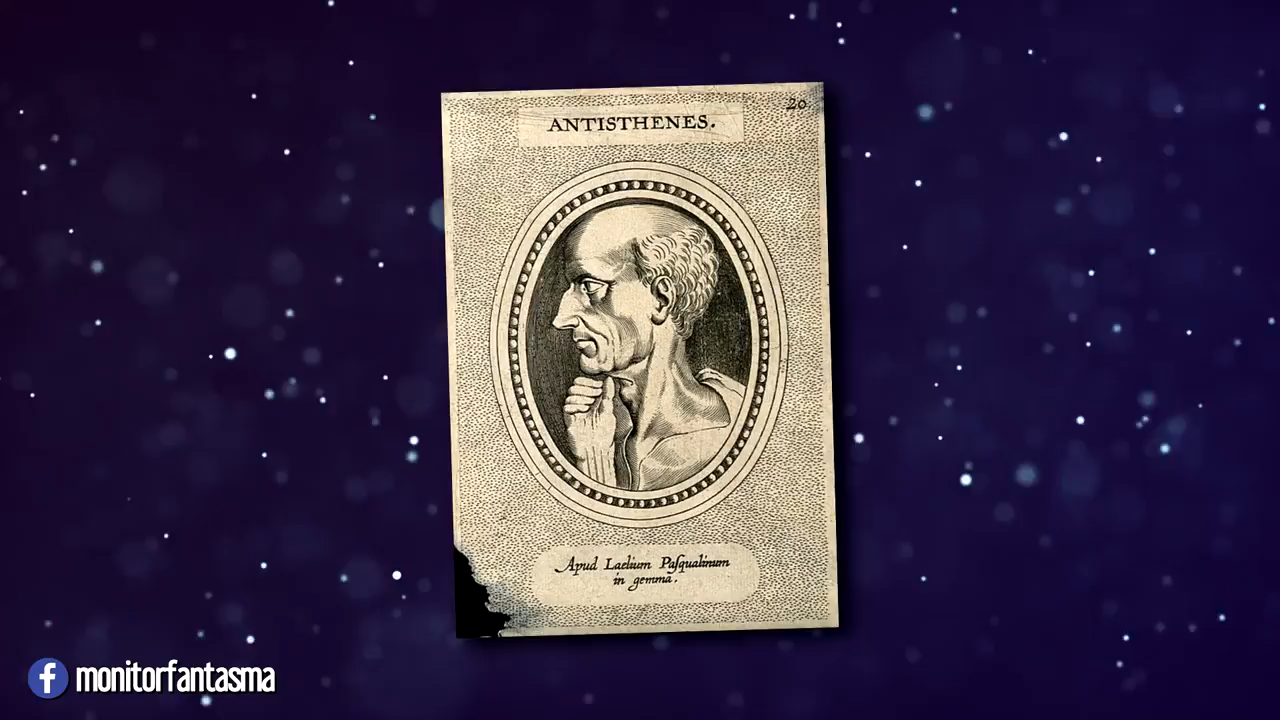 20
ANTISTHENES.
Apud Laelium Paſqualinum
in gemma.
monitorfantasma